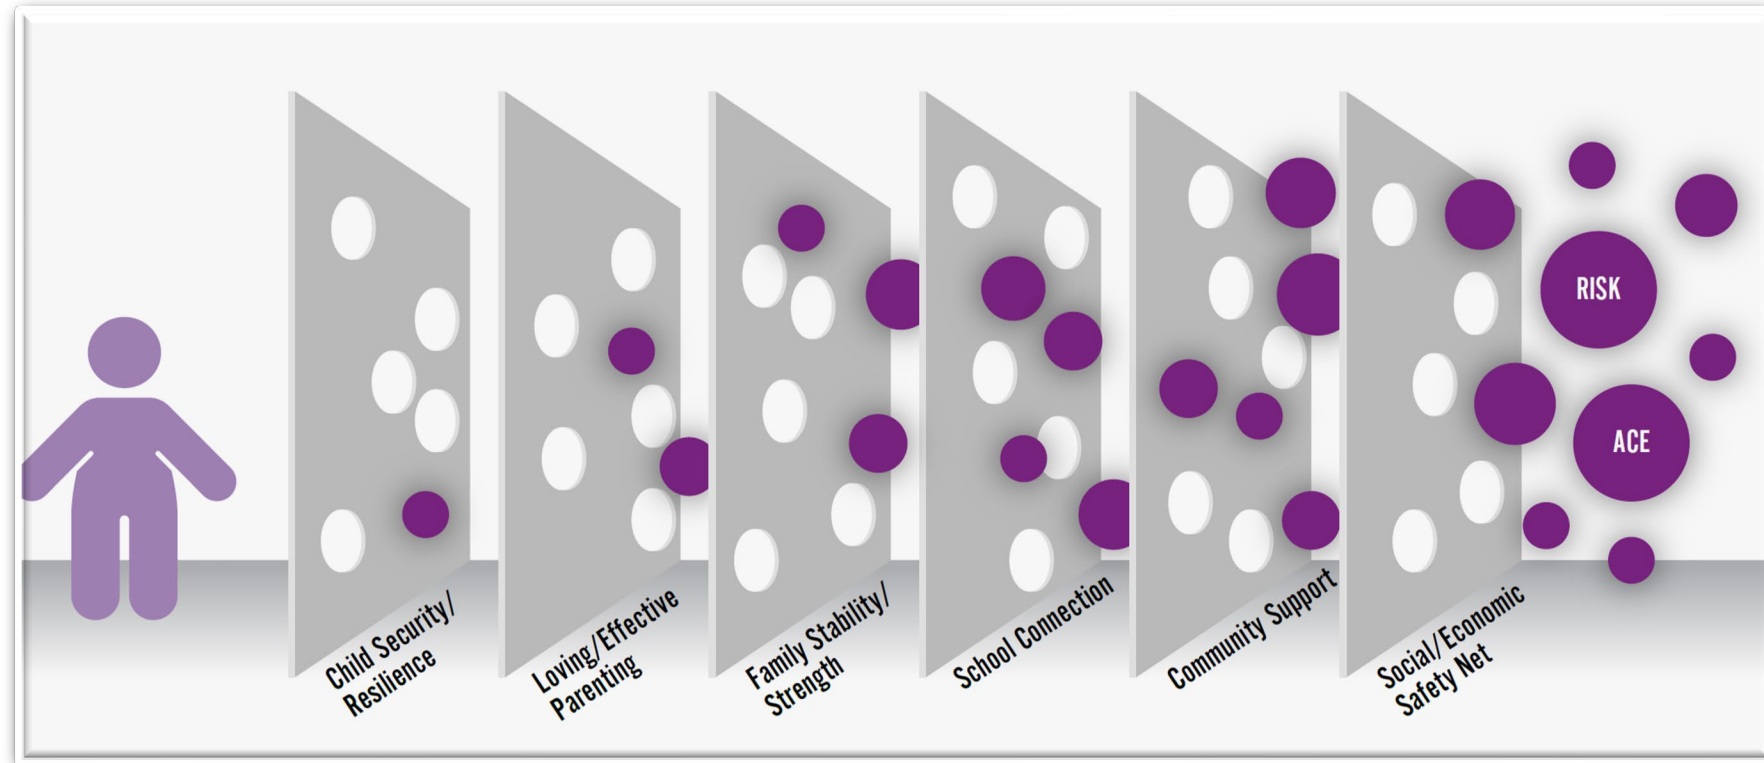 RISK
ACE
Child Security/
Resilience
Loving/Effective
Parenting
Family Stability/
Strength
School Connection
Community Support
Social/Economic
Safety Net